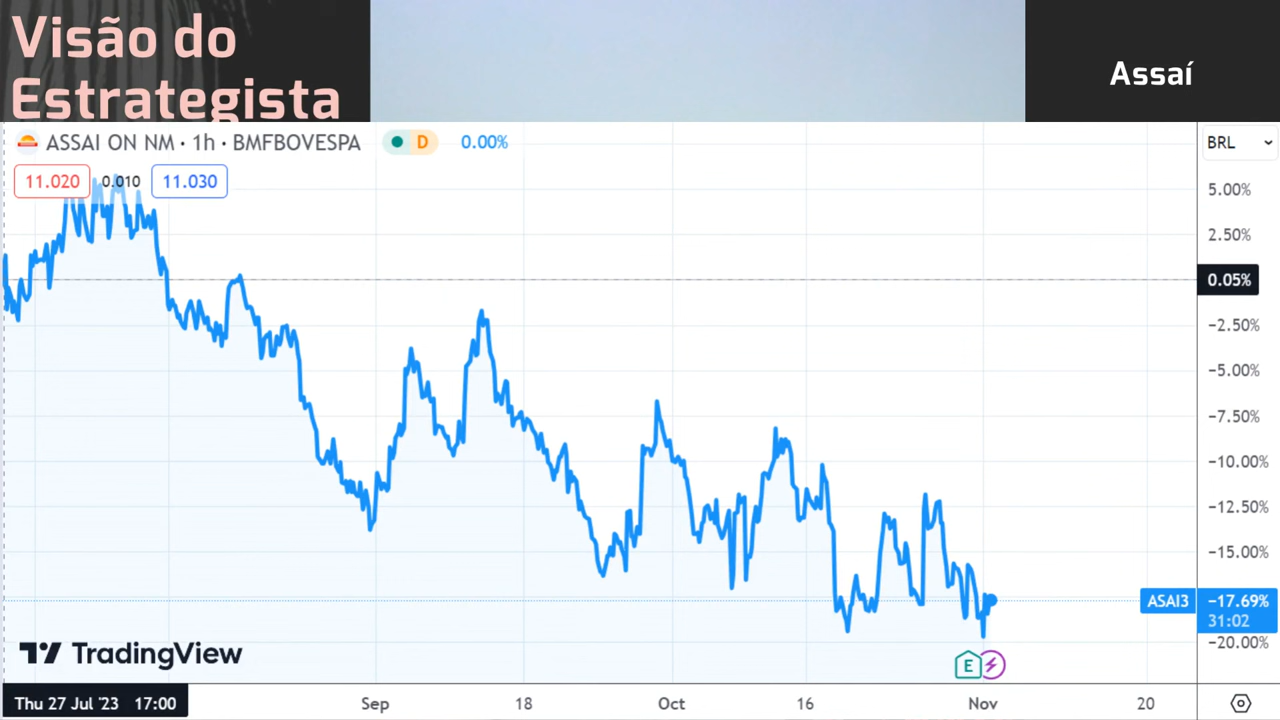 Visão do
Estrategista
Assaí
ASSAI ON NM · 1h · BMFBOVESPA
D
0.00%
BRL
11.020
0.010
11.030
5.00%
2.50%
0.05%
−2.50%
−5.00%
−7.50%
−10.00%
−12.50%
−15.00%
ASAI3
−17.69%
31:02
−20.00%
TradingView
E
Thu 27 Jul '23 17:00
Sep
18
Oct
16
Nov
20